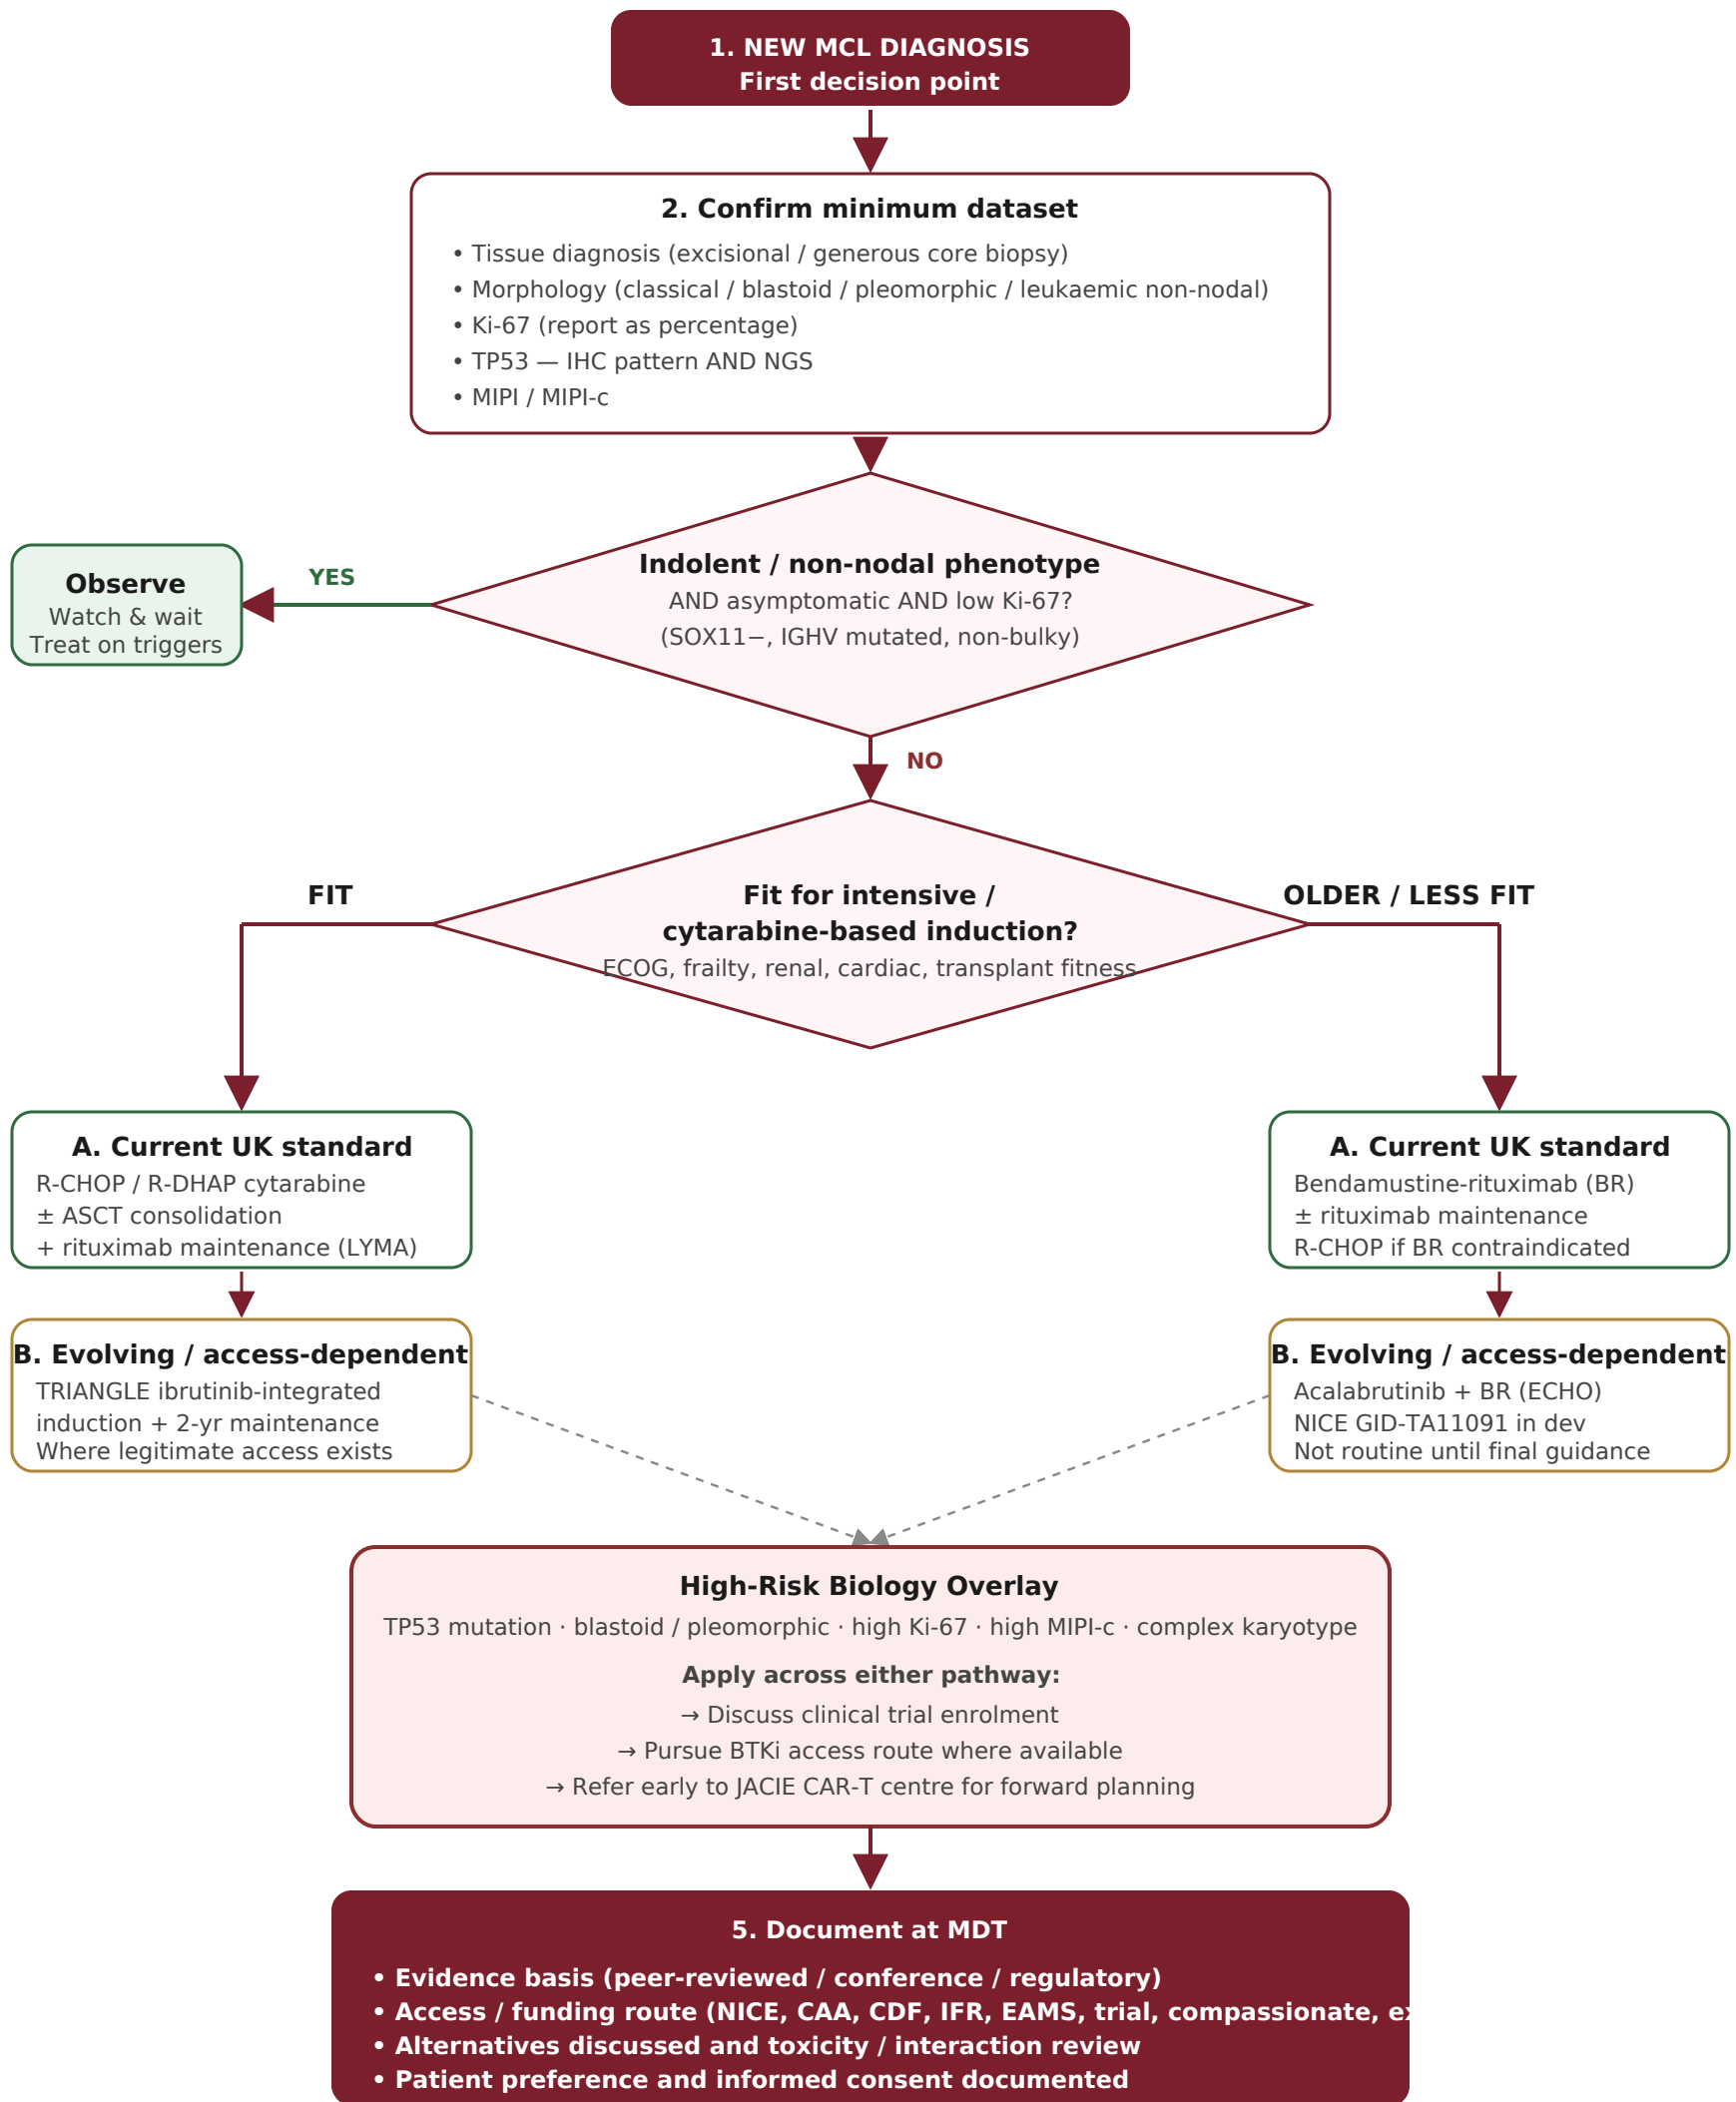 1. NEW MCL DIAGNOSIS
First decision point
2. Confirm minimum dataset
• Tissue diagnosis (excisional / generous core biopsy)
• Morphology (classical / blastoid / pleomorphic / leukaemic non-nodal)
• Ki-67 (report as percentage)
• TP53 — IHC pattern AND NGS
• MIPI / MIPI-c
Indolent / non-nodal phenotype
AND asymptomatic AND low Ki-67?
(SOX11−, IGHV mutated, non-bulky)
YES
Observe
Watch & wait
Treat on triggers
NO
Fit for intensive /
cytarabine-based induction?
ECOG, frailty, renal, cardiac, transplant fitness
FIT
OLDER / LESS FIT
A. Current UK standard
R-CHOP / R-DHAP cytarabine
± ASCT consolidation
+ rituximab maintenance (LYMA)
B. Evolving / access-dependent
TRIANGLE ibrutinib-integrated
induction + 2-yr maintenance
Where legitimate access exists
A. Current UK standard
Bendamustine-rituximab (BR)
± rituximab maintenance
R-CHOP if BR contraindicated
B. Evolving / access-dependent
Acalabrutinib + BR (ECHO)
NICE GID-TA11091 in dev
Not routine until final guidance
High-Risk Biology Overlay
TP53 mutation · blastoid / pleomorphic · high Ki-67 · high MIPI-c · complex karyotype
Apply across either pathway:
→ Discuss clinical trial enrolment
→ Pursue BTKi access route where available
→ Refer early to JACIE CAR-T centre for forward planning
5. Document at MDT
• Evidence basis (peer-reviewed / conference / regulatory)
• Access / funding route (NICE, CAA, CDF, IFR, EAMS, trial, compassionate,
• Alternatives discussed and toxicity / interaction review
• Patient preference and informed consent documented